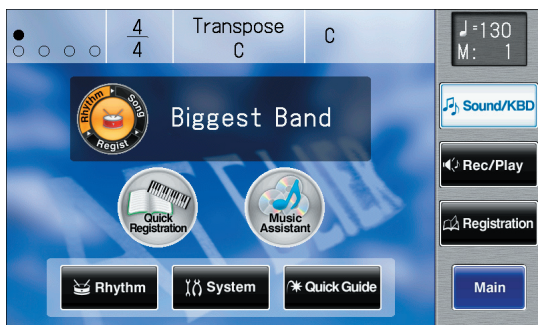 4
4
Transpose
C
C
♩=130
M: 1
Rhythm
Song
Regist
Biggest Band
Sound/KBD
Rec/Play
Registration
Main
Quick
Registration
Music
Assistant
Rhythm
System
Quick Guide
ATELIER